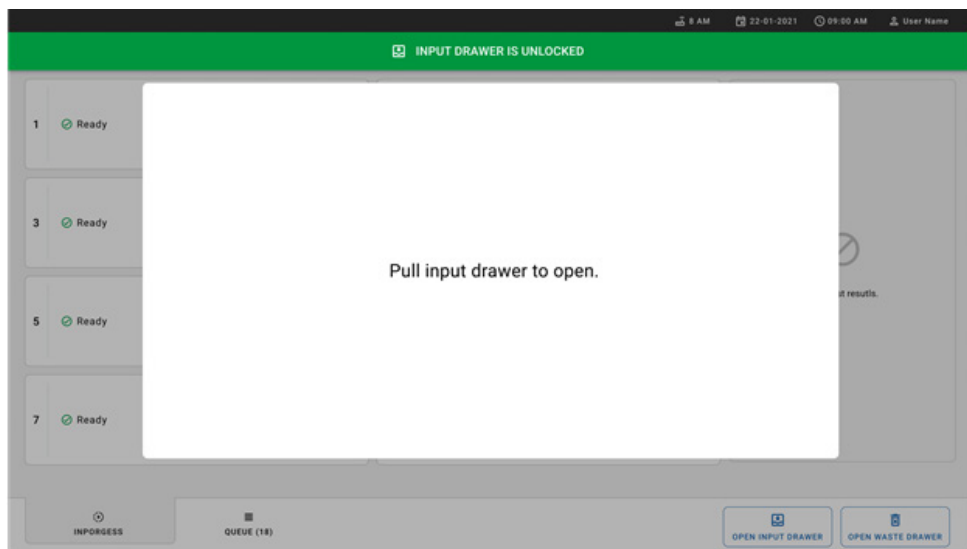 8 AM 22-01-2021 09:00 AM User Name
INPUT DRAWER IS UNLOCKED
1 Ready
3 Ready
Pull input drawer to open.
resutls.
5 Ready
7 Ready
INPORGESS
QUEUE (18)
OPEN INPUT DRAWER
OPEN WASTE DRAWER